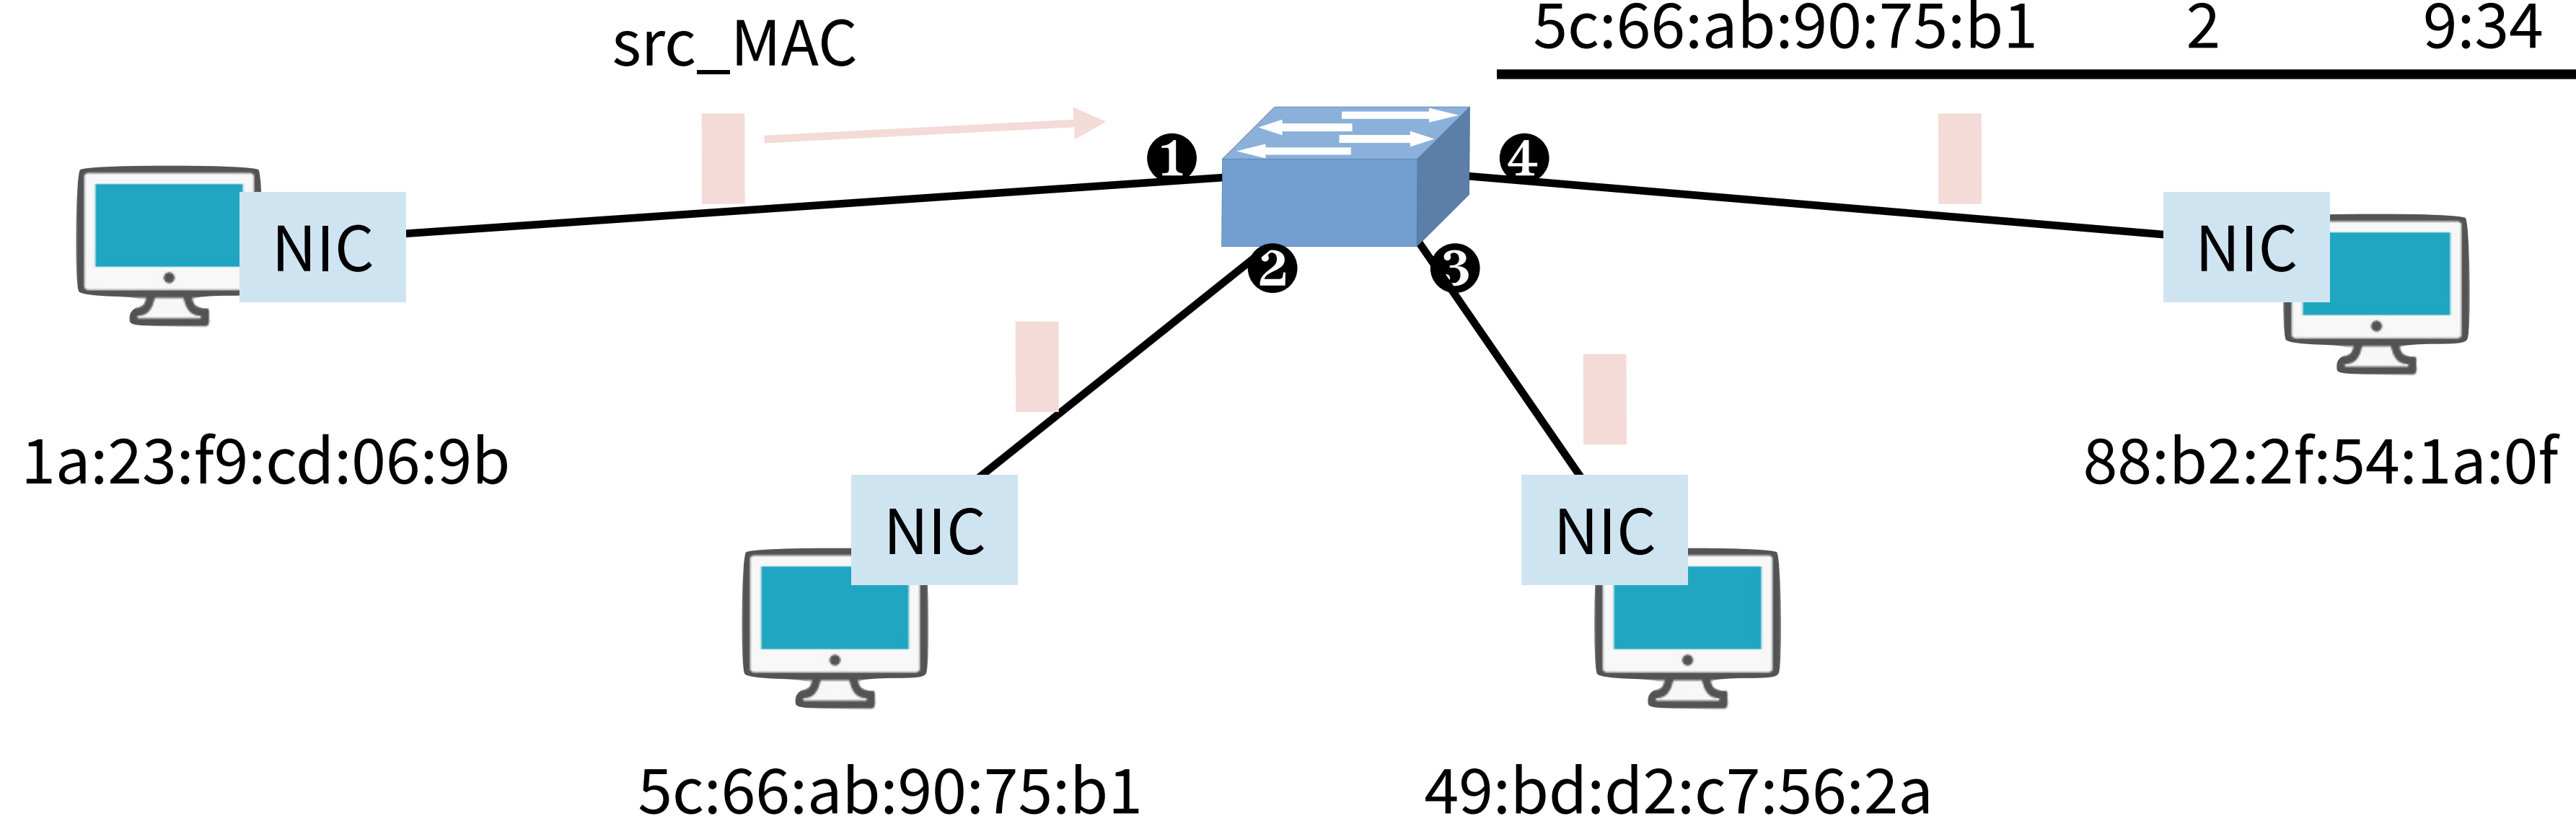 5c:66:ab:90:75:b1 2 9:34
src_MAC
1 4
NIC NIC
2 3
1a:23:f9:cd:06:9b 88:b2:2f:54:1a:0f
NIC NIC
5c:66:ab:90:75:b1 49:bd:d2:c7:56:2a